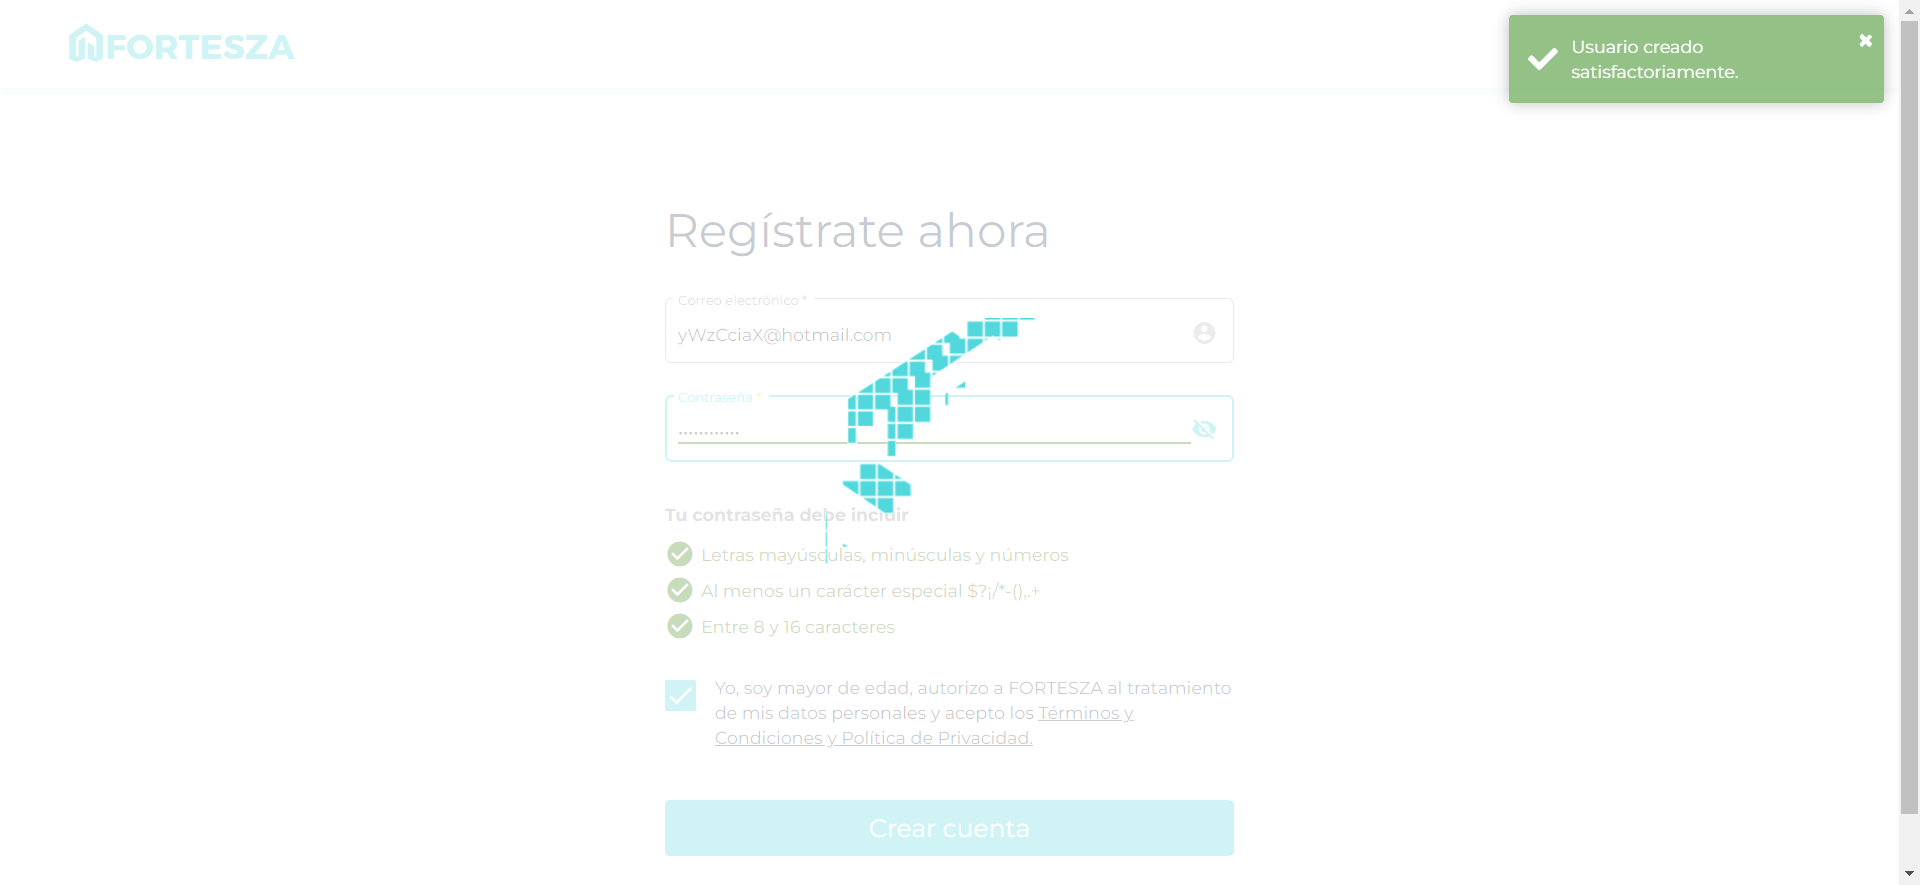 FORTESZA
Usuario creado
satisfactoriamente.
Regístrate ahora
Correo electrónico *
yWzCciaX@hotmail.com
Contraseña *
Tu contraseña debe incluir
Letras mayúsculas, minúsculas y números
Al menos un carácter especial $?¡/*-(),.+
Entre 8 y 16 caracteres
Yo, soy mayor de edad, autorizo a FORTESZA al tratamiento
de mis datos personales y acepto los Términos y
Condiciones y Política de Privacidad.
Crear cuenta